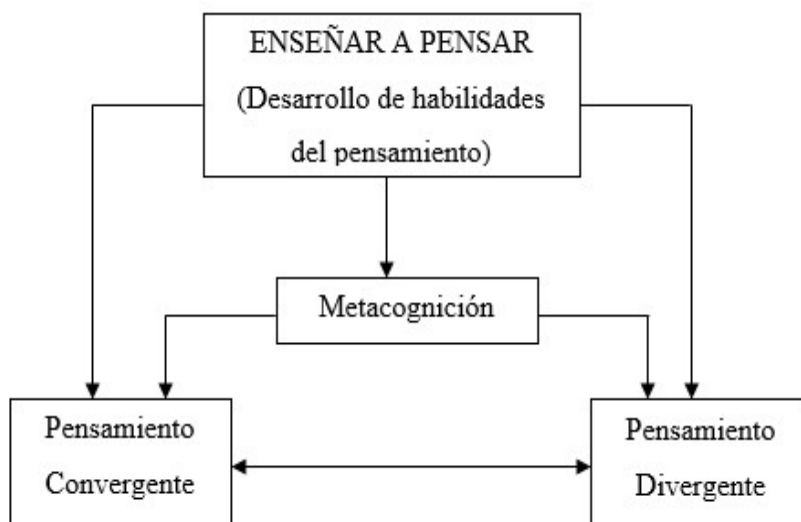 ENSEÑAR A PENSAR
(Desarrollo de habilidades
del pensamiento)
Metacognición
Pensamiento
Convergente
Pensamiento
Divergente